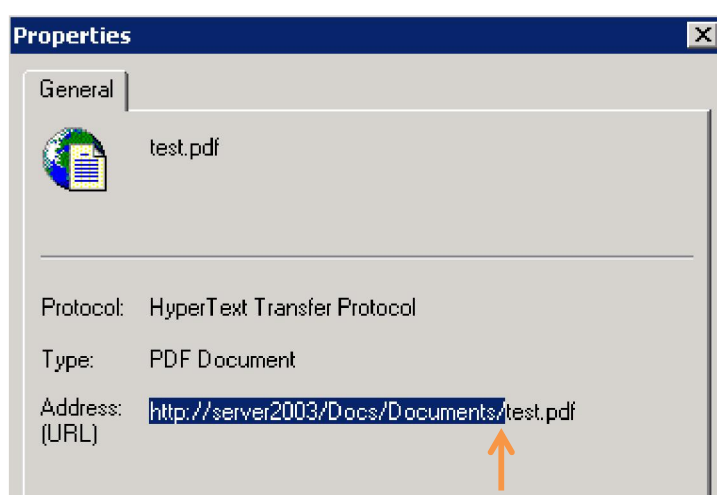 Properties
General
test.pdf
Protocol: HyperText Transfer Protocol
Type: PDF Document
Address: http://server2003/Docs/Documents/test.pdf
(URL)